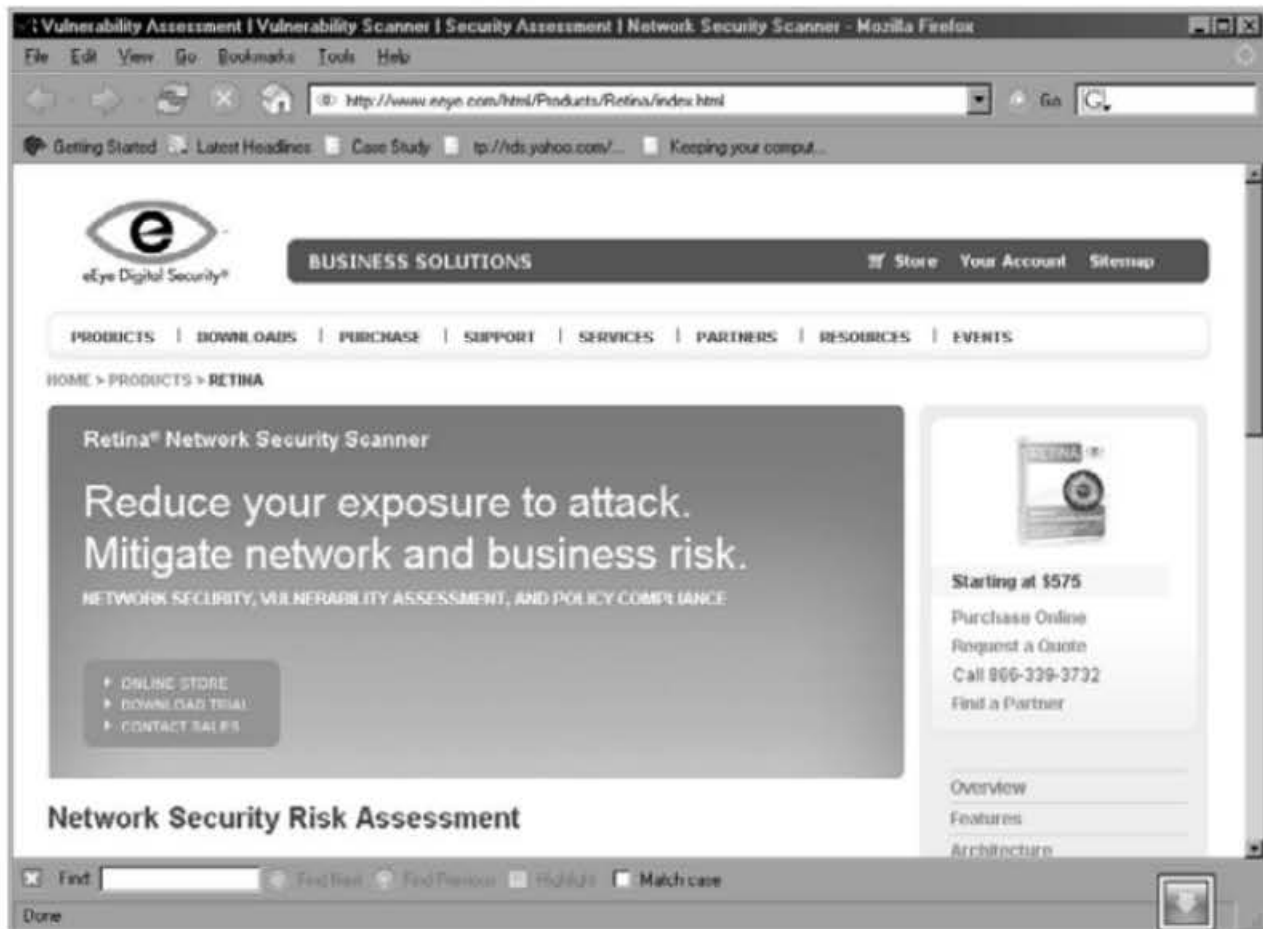 Vulnerability Assessment | Vulnerability Scanner | Security Assessment | Network Security Scanner - Mozilla Firefox
File Edit View Go Bookmarks Tools Help
http://www.eeye.com/html/Products/Retina/index.html Go G
Getting Started Latest Headlines Case Study tp://rds.yahoo.com/... Keeping your comput...
e
eEye Digital Security®
BUSINESS SOLUTIONS Store Your Account Sitemap
PRODUCTS | DOWNLOADS | PURCHASE | SUPPORT | SERVICES | PARTNERS | RESOURCES | EVENTS
HOME > PRODUCTS > RETINA
Retina® Network Security Scanner
Reduce your exposure to attack.
Mitigate network and business risk.
NETWORK SECURITY, VULNERABILITY ASSESSMENT, AND POLICY COMPLIANCE
ONLINE STORE
DOWNLOAD TRIAL
CONTACT SALES
RETINA
Starting at $575
Purchase Online
Request a Quote
Call 866-339-3732
Find a Partner
Overview
Features
Architecture
Network Security Risk Assessment
Find: Find Next Find Previous Highlight Match case
Done